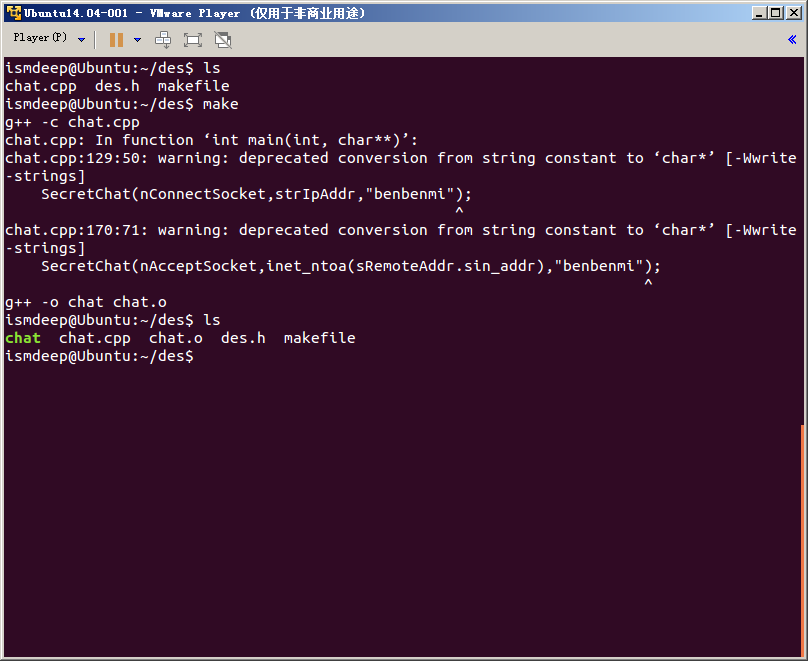 Ubuntu14.04-001 - VMware Player (仅用于非商业用途)
Player(P)
ismdeep@Ubuntu:~/des$ ls
chat.cpp  des.h  makefile
ismdeep@Ubuntu:~/des$ make
g++ -c chat.cpp
chat.cpp: In function ‘int main(int, char**)’:
chat.cpp:129:50: warning: deprecated conversion from string constant to ‘char*’ [-Wwrite
-strings]
    SecretChat(nConnectSocket,strIpAddr,"benbenmi");
                                                  ^
chat.cpp:170:71: warning: deprecated conversion from string constant to ‘char*’ [-Wwrite
-strings]
    SecretChat(nAcceptSocket,inet_ntoa(sRemoteAddr.sin_addr),"benbenmi");
                                                                       ^
g++ -o chat chat.o
ismdeep@Ubuntu:~/des$ ls
chat  chat.cpp  chat.o  des.h  makefile
ismdeep@Ubuntu:~/des$